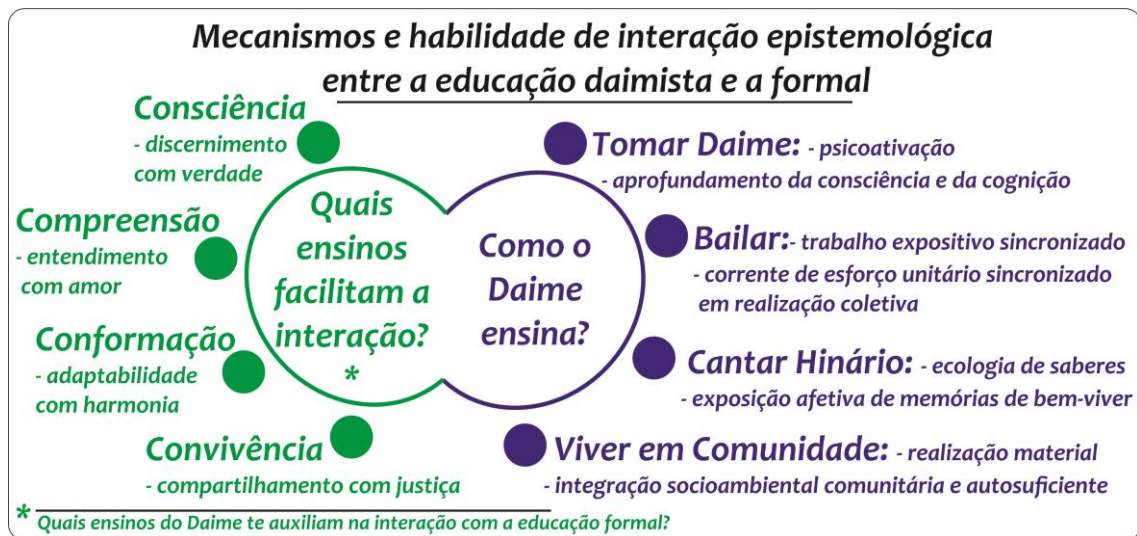 Mecanismos e habilidade de interação epistemológica
entre a educação daimista e a formal
Consciência
- discernimento
com verdade
Compreensão
- entendimento
com amor
Conformação
- adaptabilidade
com harmonia
Convivência
- compartilhamento com justiça
Quais
ensinos
facilitam a
interação?
*
Como o
Daime
ensina?
Tomar Daime: - psicoativação
- aprofundamento da consciência e da cognição
Bailar:- trabalho expositivo sincronizado
- corrente de esforço unitário sincronizado
em realização coletiva
Cantar Hinário: - ecologia de saberes
- exposição afetiva de memórias de bem-viver
Viver em Comunidade: - realização material
- integração socioambiental comunitária e autosuficiente
* Quais ensinos do Daime te auxiliam na interação com a educação formal?